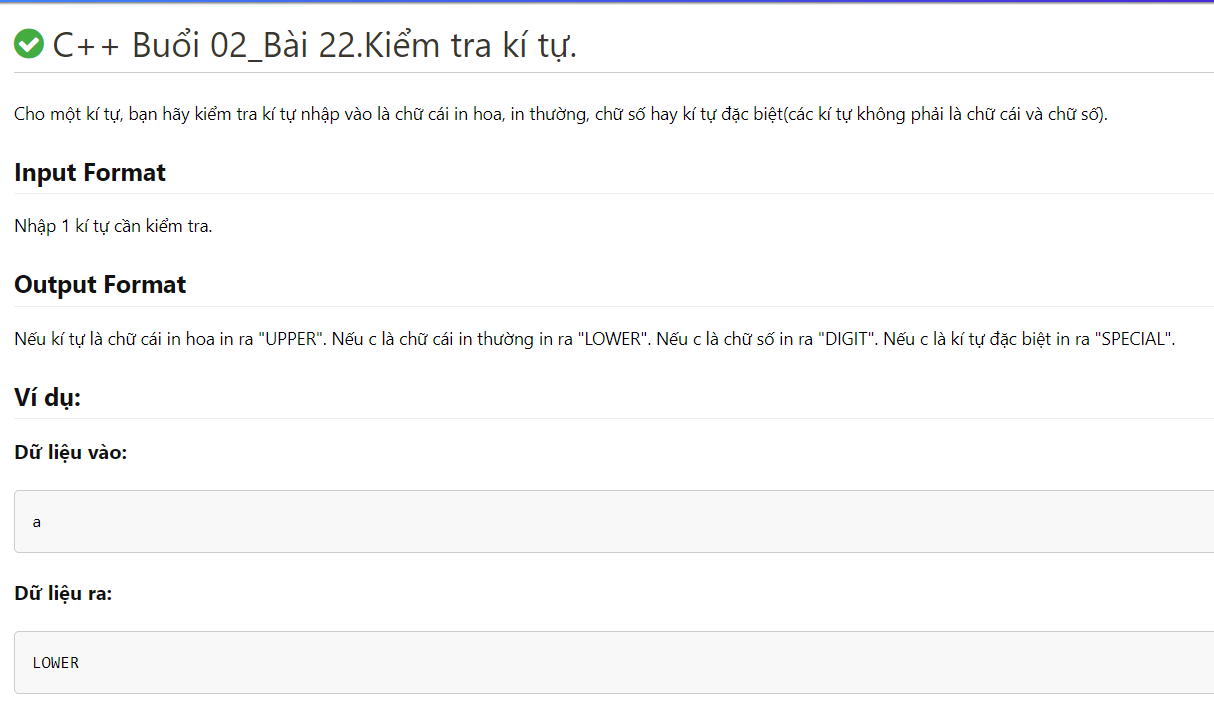 C++ Buổi 02_Bài 22.Kiểm tra kí tự.
Cho một kí tự, bạn hãy kiểm tra kí tự nhập vào là chữ cái in hoa, in thường, chữ số hay kí tự đặc biệt(các kí tự không phải là chữ cái và chữ số).
Input Format
Nhập 1 kí tự cần kiểm tra.
Output Format
Nếu kí tự là chữ cái in hoa in ra "UPPER". Nếu c là chữ cái in thường in ra "LOWER". Nếu c là chữ số in ra "DIGIT". Nếu c là kí tự đặc biệt in ra "SPECIAL".
Ví dụ:
Dữ liệu vào:
a
Dữ liệu ra:
LOWER